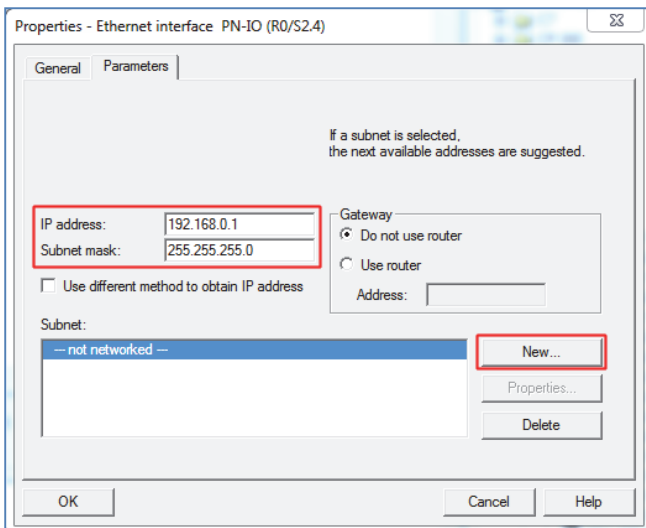 Properties - Ethernet interface  PN-IO (R0/S2.4)
General
Parameters
If a subnet is selected,
the next available addresses are suggested.
IP address:
192.168.0.1
Subnet mask:
255.255.255.0
Use different method to obtain IP address
Gateway
Do not use router
Use router
Address:
Subnet:
--- not networked ---
New...
Properties...
Delete
OK
Cancel
Help